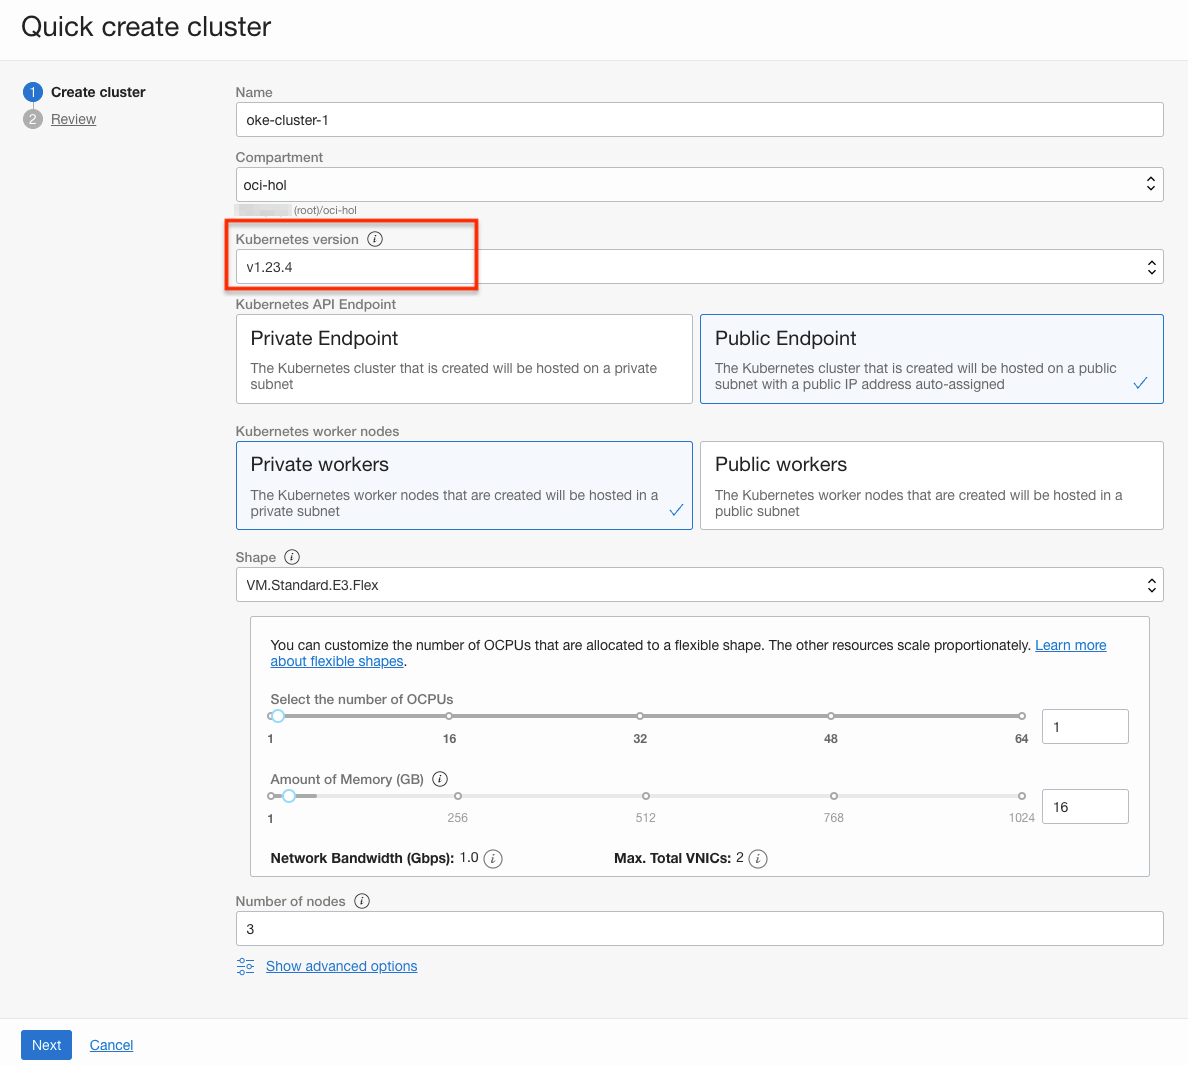 Quick create cluster
1 Create cluster
2 Review
Name
oke-cluster-1
Compartment
oci-hol
(root)/oci-hol
Kubernetes version i
v1.23.4
Kubernetes API Endpoint
Private Endpoint
The Kubernetes cluster that is created will be hosted on a private
subnet
Public Endpoint
The Kubernetes cluster that is created will be hosted on a public
subnet with a public IP address auto-assigned
Kubernetes worker nodes
Private workers
The Kubernetes worker nodes that are created will be hosted in a
private subnet
Public workers
The Kubernetes worker nodes that are created will be hosted in a
public subnet
Shape i
VM.Standard.E3.Flex
You can customize the number of OCPUs that are allocated to a flexible shape. The other resources scale proportionately. Learn more
about flexible shapes.
Select the number of OCPUs
1 16 32 48 64
1
Amount of Memory (GB) i
1 256 512 768 1024
16
Network Bandwidth (Gbps): 1.0 i
Max. Total VNICs: 2 i
Number of nodes i
3
Show advanced options
Next Cancel